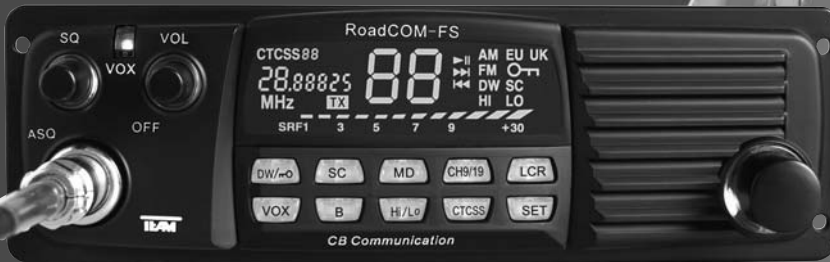 RoadCOM-FS
SQ VOL
VOX
OFF
ASQ
TEAM
CTCSS88
28.88825
MHz TX
88
AM EU UK
FM
DW SC
HI LO
SRF1 3 5 7 9 +30
DW/ SC MD CH9/19 LCR
VOX B Hi/Lo CTCSS SET
CB Communication